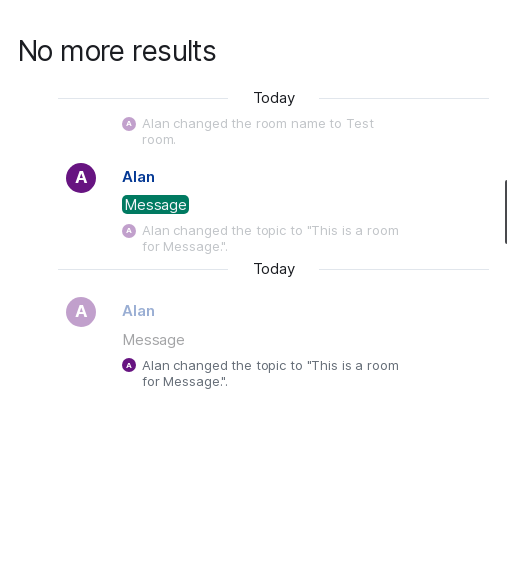 No more results
Today
A Alan changed the room name to Test
room.
A Alan
Message
A Alan changed the topic to "This is a room
for Message.".
Today
A Alan
Message
A Alan changed the topic to "This is a room
for Message.".